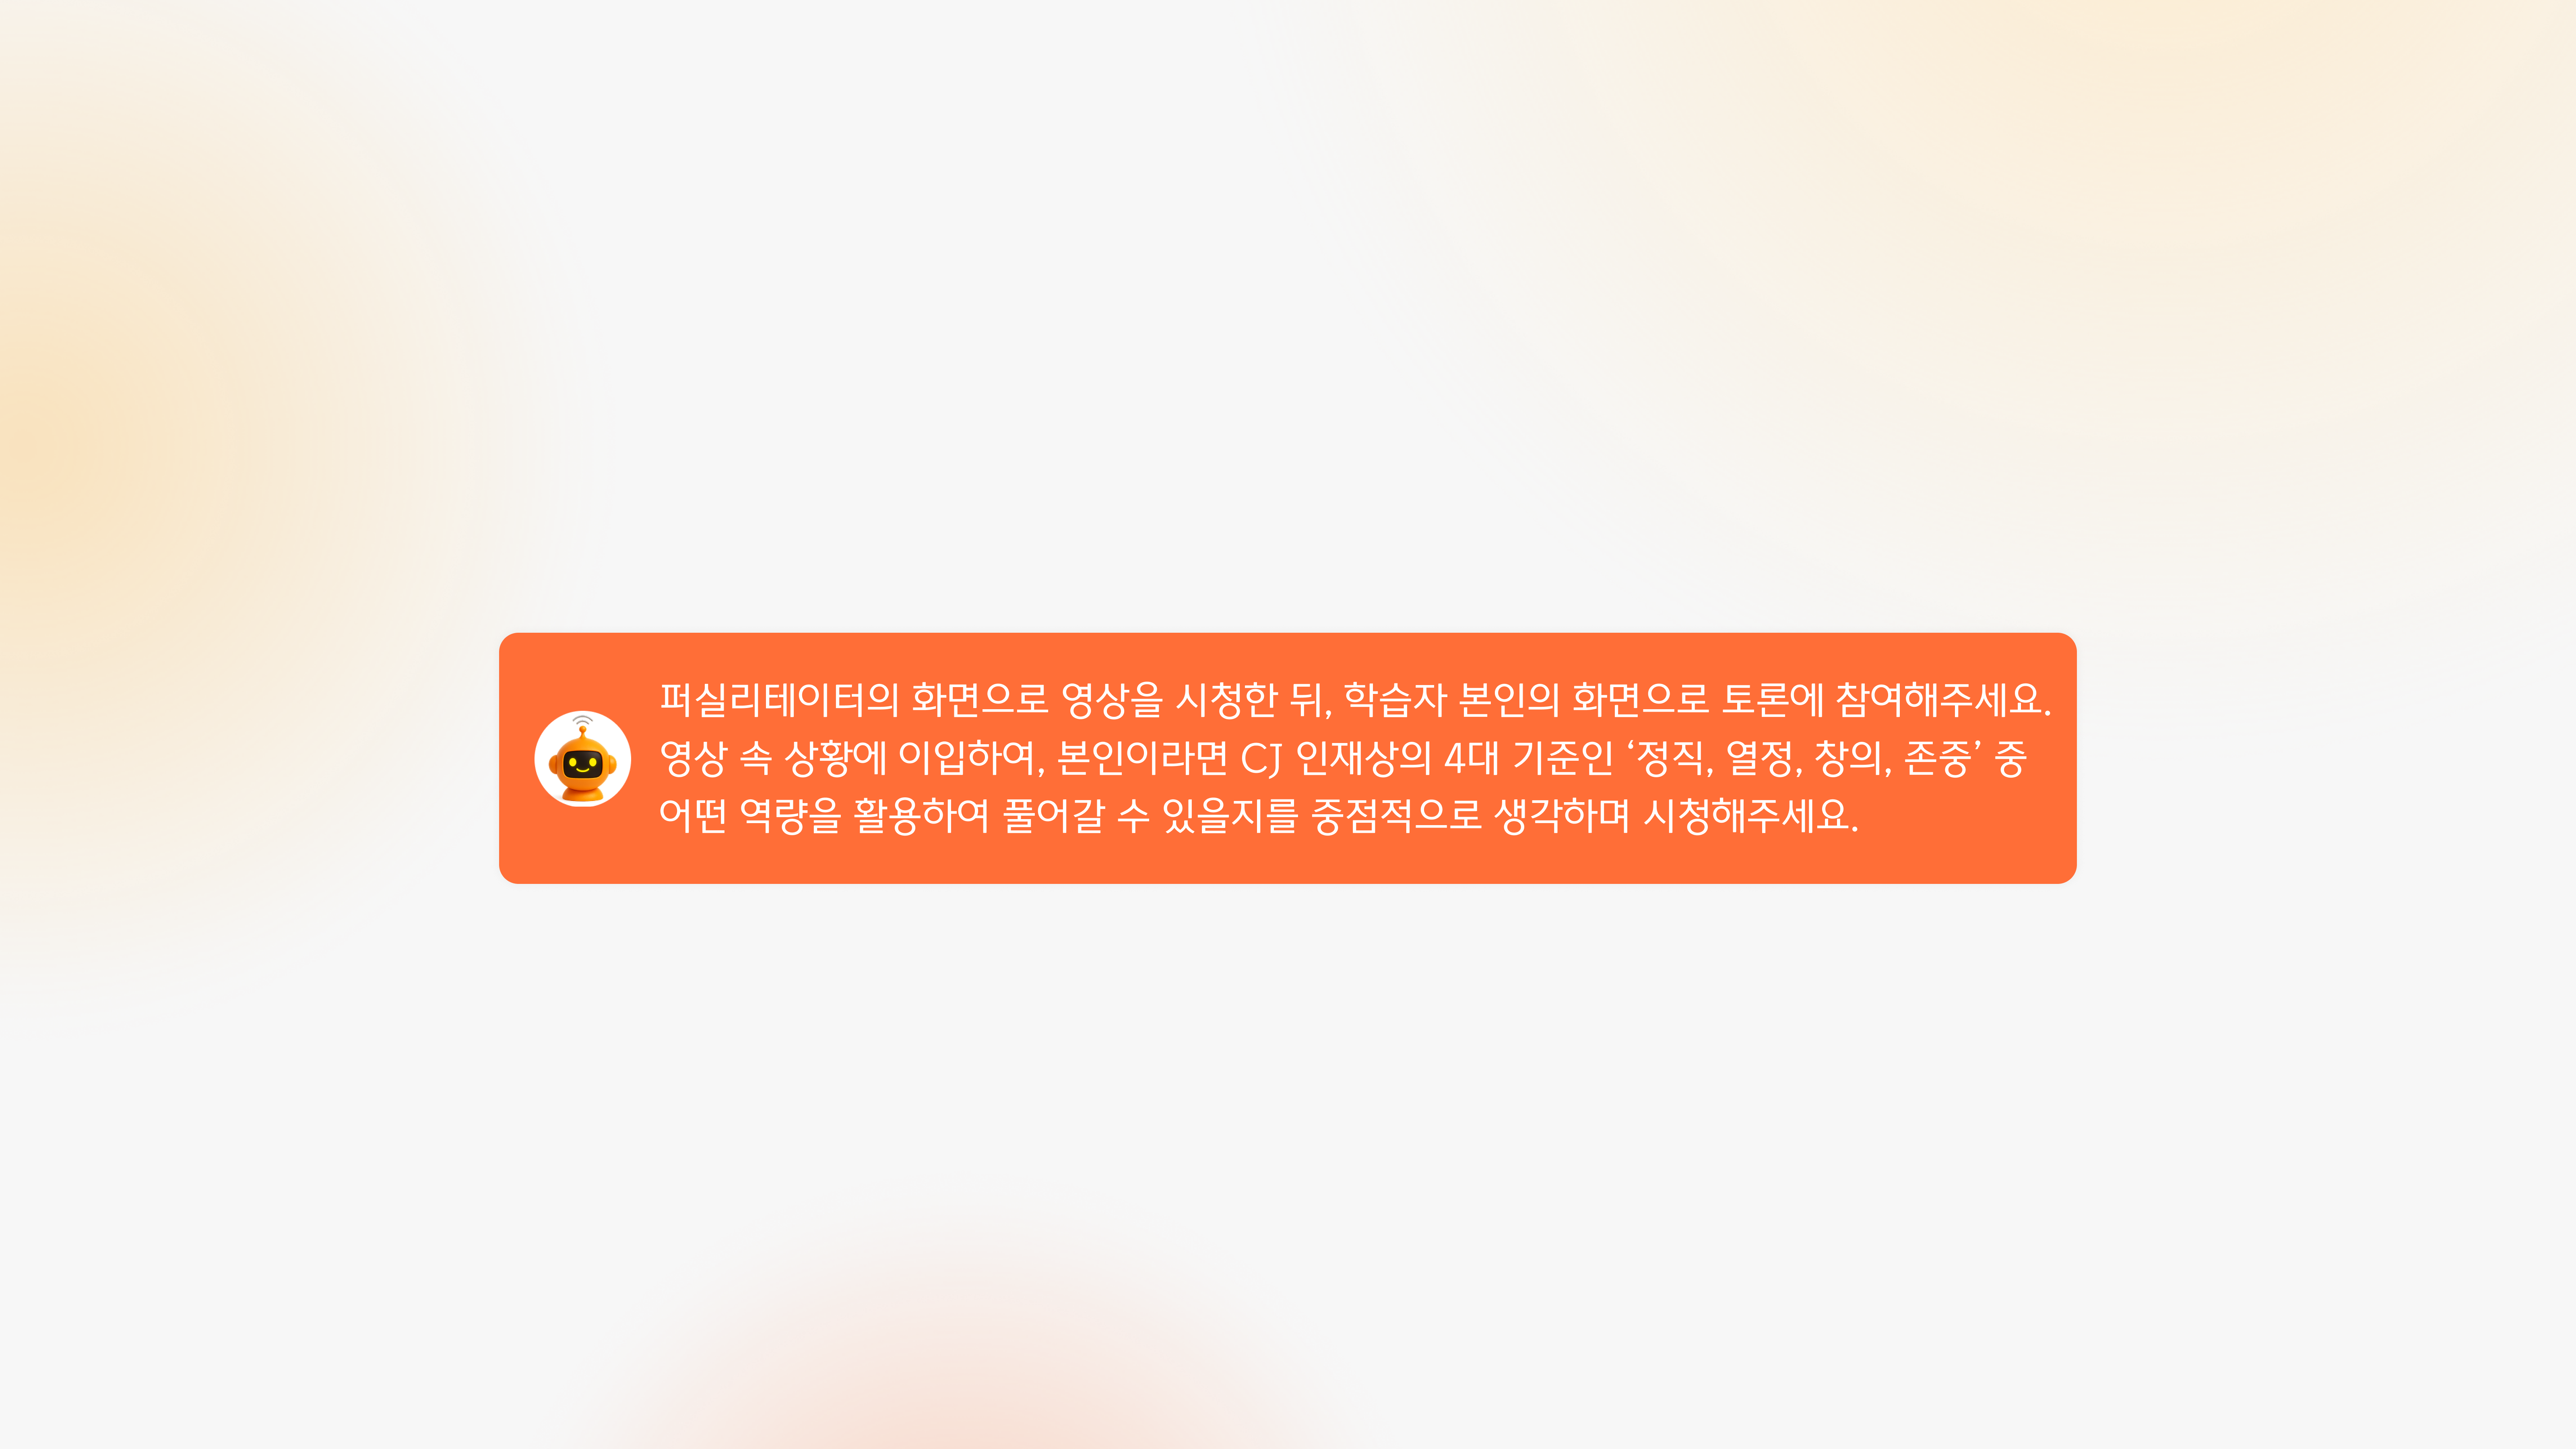 퍼실리테이터의 화면으로 영상을 시청한 뒤, 학습자 본인의 화면으로 토론에 참여해주세요.
영상 속 상황에 이입하여, 본인이라면 CJ 인재상의 4대 기준인 ‘정직, 열정, 창의, 존중’ 중
어떤 역량을 활용하여 풀어갈 수 있을지를 중점적으로 생각하며 시청해주세요.